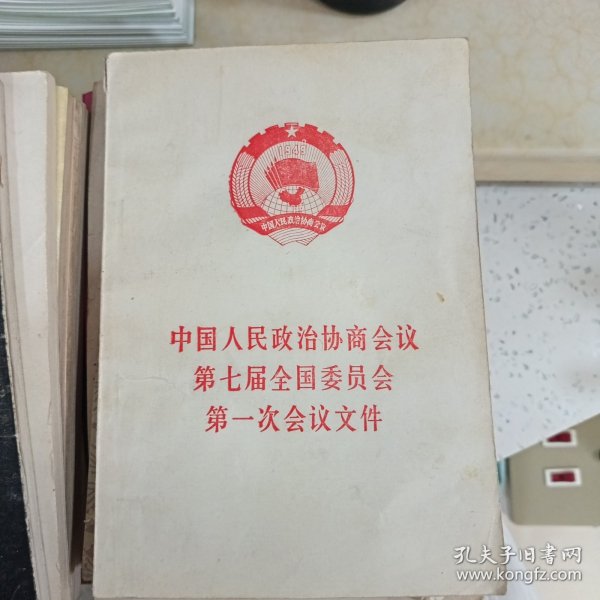 1949
中国人民政治协商会议
中国人民政治协商会议
第七届全国委员会
第一次会议文件
孔夫子旧书网
www.kongfz.com